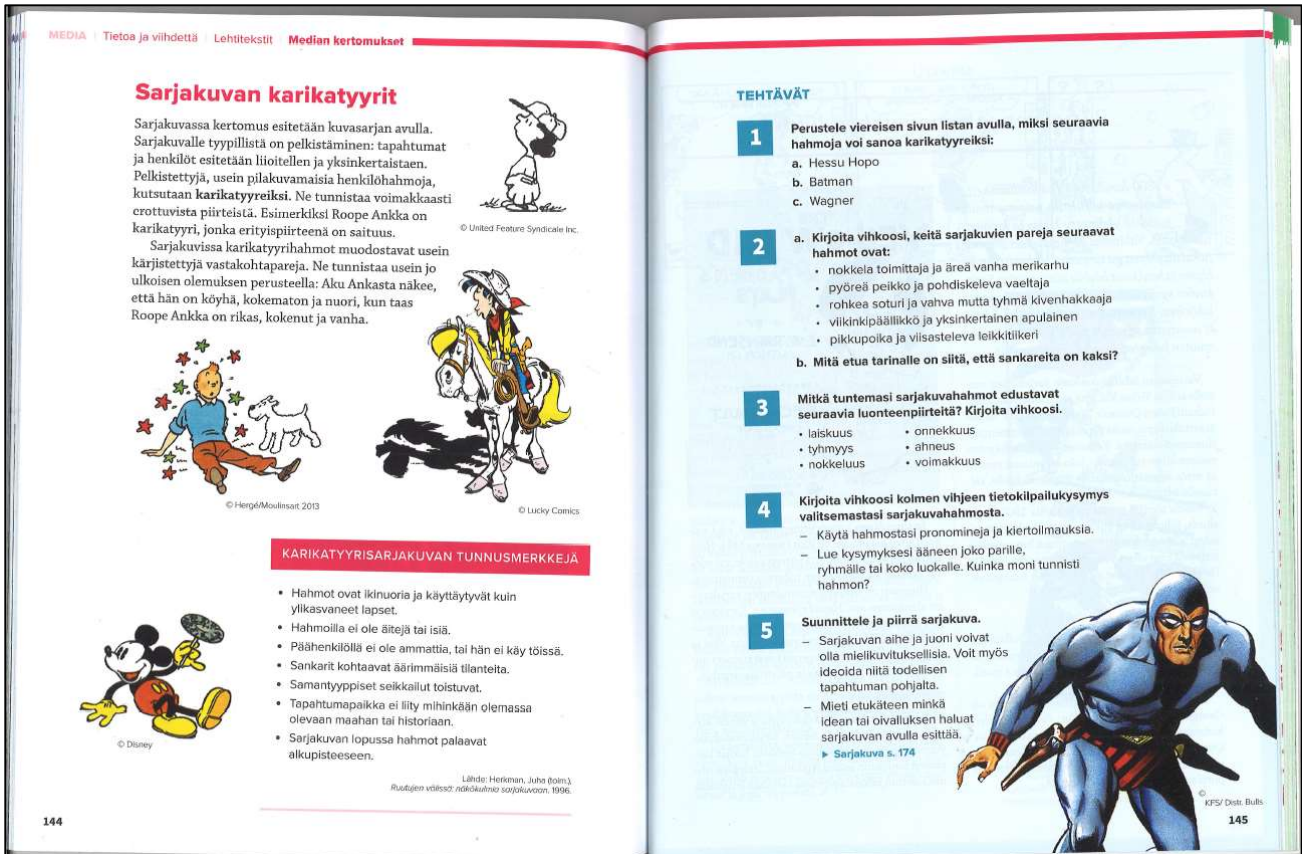 MEDIA Tietoa ja viihdettä Lehtitekstit Median kertomukset
Sarjakuvan karikatyyrit
Sarjakuvassa kertomus esitetään kuvasarjan avulla.
Sarjakuvalle tyypillistä on pelkistäminen: tapahtumat
ja henkilöt esitetään liioitellen ja yksinkertaistaen.
Pelkistettyjä, usein pilakuvamaisia henkilöhahmoja,
kutsutaan karikatyyreiksi. Ne tunnistaa voimakkaasti
erottuvista piirteistä. Esimerkiksi Roope Ankka on
karikatyyri, jonka erityispiirteenä on saituus.
Sarjakuvissa karikatyyrihahmot muodostavat usein
kärjistettyjä vastakohtapareja. Ne tunnistaa usein jo
ulkoisen olemuksen perusteella: Aku Ankasta näkee,
että hän on köyhä, kokematon ja nuori, kun taas
Roope Ankka on rikas, kokenut ja vanha.
© United Feature Syndicate Inc.
© Hergé/Moulinsart 2013
© Lucky Comics
KARIKATYYRISARJAKUVAN TUNNUSMERKKEJÄ
• Hahmot ovat ikinuoria ja käyttäytyvät kuin
ylikasvaneet lapset.
• Hahmoilla ei ole äitejä tai isiä.
• Päähenkilöllä ei ole ammattia, tai hän ei käy töissä.
• Sankarit kohtaavat äärimmäisiä tilanteita.
• Samantyyppiset seikkailut toistuvat.
• Tapahtumapaikka ei liity mihinkään olemassa
olevaan maahan tai historiaan.
• Sarjakuvan lopussa hahmot palaavat
alkupisteeseen.
© Disney
Lähde: Herkman, Juha (toim.),
Ruutujen välissä: näkökulmia sarjakuvaan. 1996.
144
TEHTÄVÄT
1 Perustele viereisen sivun listan avulla, miksi seuraavia
hahmoja voi sanoa karikatyyreiksi:
a. Hessu Hopo
b. Batman
c. Wagner
2 a. Kirjoita vihkoosi, keitä sarjakuvien pareja seuraavat
hahmot ovat:
• nokkela toimittaja ja äreä vanha merikarhu
• pyöreä peikko ja pohdiskeleva vaeltaja
• rohkea soturi ja vahva mutta tyhmä kivenhakkaaja
• viikinkipäällikkö ja yksinkertainen apulainen
• pikkupoika ja viisasteleva leikkitiikeri
b. Mitä etua tarinalle on siitä, että sankareita on kaksi?
3 Mitkä tuntemasi sarjakuvahahmot edustavat
seuraavia luonteenpiirteitä? Kirjoita vihkoosi.
• laiskuus • onnekkuus
• tyhmyys • ahneus
• nokkeluus • voimakkuus
4 Kirjoita vihkoosi kolmen vihjeen tietokilpailukysymys
valitsemastasi sarjakuvahahmosta.
– Käytä hahmostasi pronomineja ja kiertoilmauksia.
– Lue kysymyksesi ääneen joko parille,
ryhmälle tai koko luokalle. Kuinka moni tunnisti
hahmon?
5 Suunnittele ja piirrä sarjakuva.
– Sarjakuvan aihe ja juoni voivat
olla mielikuvituksellisia. Voit myös
ideoida niitä todellisen
tapahtuman pohjalta.
– Mieti etukäteen minkä
idean tai oivalluksen haluat
sarjakuvan avulla esittää.
▶ Sarjakuva s. 174
©
KFS/ Distr. Bulls
145